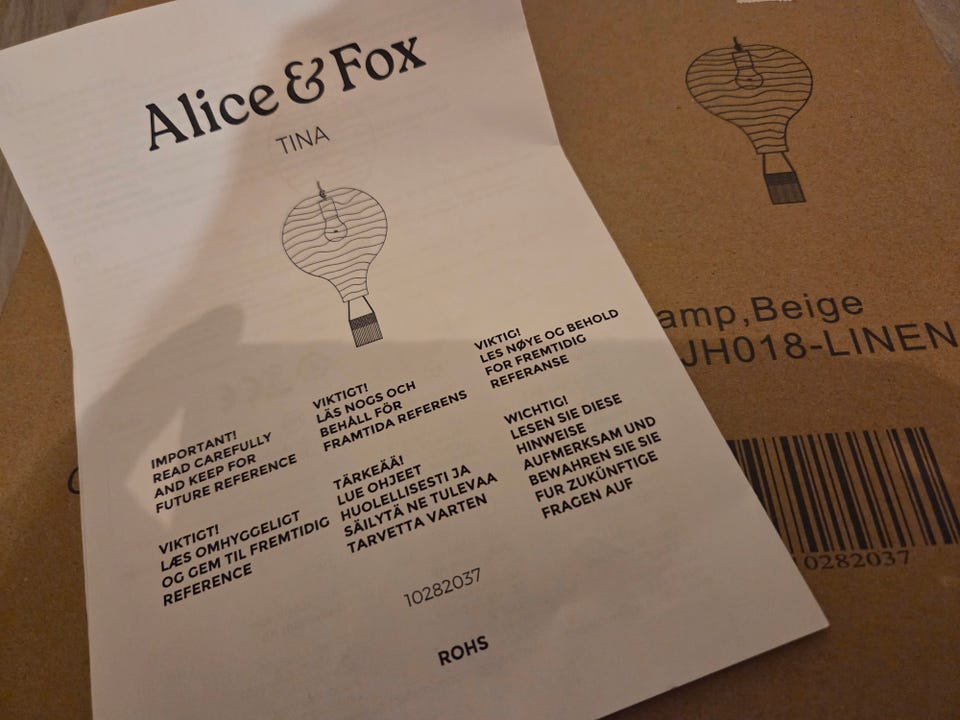 Alice & Fox
TINA
IMPORTANT!
READ CAREFULLY
AND KEEP FOR
FUTURE REFERENCE
VIKTIGT!
LÄS NOGS OCH
BEHÅLL FÖR
FRAMTIDA REFERENS
VIKTIG!
LES NØYE OG BEHOLD
FOR FREMTIDIG
REFERANSE
VIKTIGT!
LÆS OMHYGGELIGT
OG GEM TIL FREMTIDIG
REFERENCE
TÄRKEÄÄ!
LUE OHJEET
HUOLELLISESTI JA
SÄILYTÄ NE TULEVAA
TARVETTA VARTEN
WICHTIG!
LESEN SIE DIESE
HINWEISE
AUFMERKSAM UND
BEWAHREN SIE SIE
FUR ZUKÜNFTIGE
FRAGEN AUF
10282037
ROHS
amp,Beige
JH018-LINEN
0282037